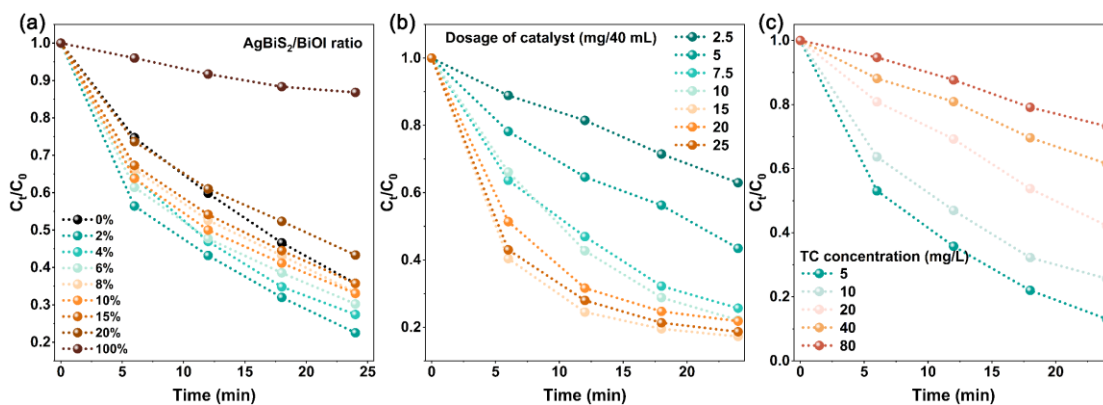 (a)
AgBiS₂/BiOI ratio
1.0
0.9
0.8
0.7
0.6
0.5
0.4
0.3
0.2
Cₜ/C₀
0%
2%
4%
6%
8%
10%
15%
20%
100%
0 5 10 15 20 25
Time (min)
(b)
Dosage of catalyst (mg/40 mL)
2.5
5
7.5
10
15
20
25
1.0
0.8
0.6
0.4
0.2
Cₜ/C₀
0 5 10 15 20
Time (min)
(c)
1.0
0.8
0.6
0.4
0.2
0.0
Cₜ/C₀
TC concentration (mg/L)
5
10
20
40
80
0 5 10 15 20
Time (min)